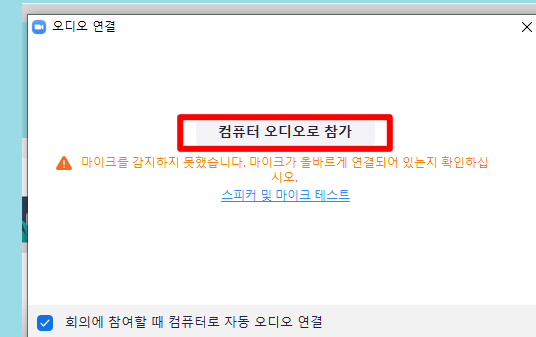 오디오 연결
컴퓨터 오디오로 참가
마이크를 감지하지 못했습니다. 마이크가 올바르게 연결되어 있는지 확인하십
시오.
스피커 및 마이크 테스트
회의에 참여할 때 컴퓨터로 자동 오디오 연결